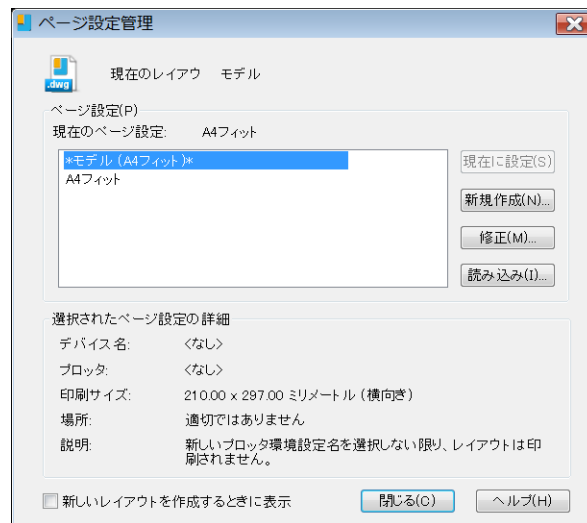 ページ設定管理
.dwg
現在のレイアウ モデル
ページ設定(P)
現在のページ設定: A4フィット
*モデル (A4フィット)*
A4フィット
現在に設定(S)
新規作成(N)...
修正(M)...
読み込み(I)...
選択されたページ設定の詳細
デバイス名: <なし>
プロッタ: <なし>
印刷サイズ: 210.00 x 297.00 ミリメートル (横向き)
場所: 適切ではありません
説明: 新しいプロッタ環境設定名を選択しない限り、レイアウトは印
刷されません。
新しいレイアウトを作成するときに表示
閉じる(C)
ヘルプ(H)